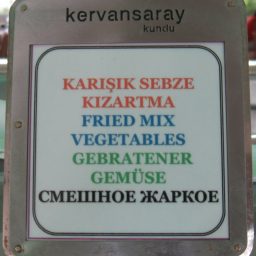 kervansaray
kundu
KARIŞIK SEBZE
KIZARTMA
FRIED MIX
VEGETABLES
GEBRATENER
GEMÜSE
СМЕШНОЕ ЖАРКОЕ